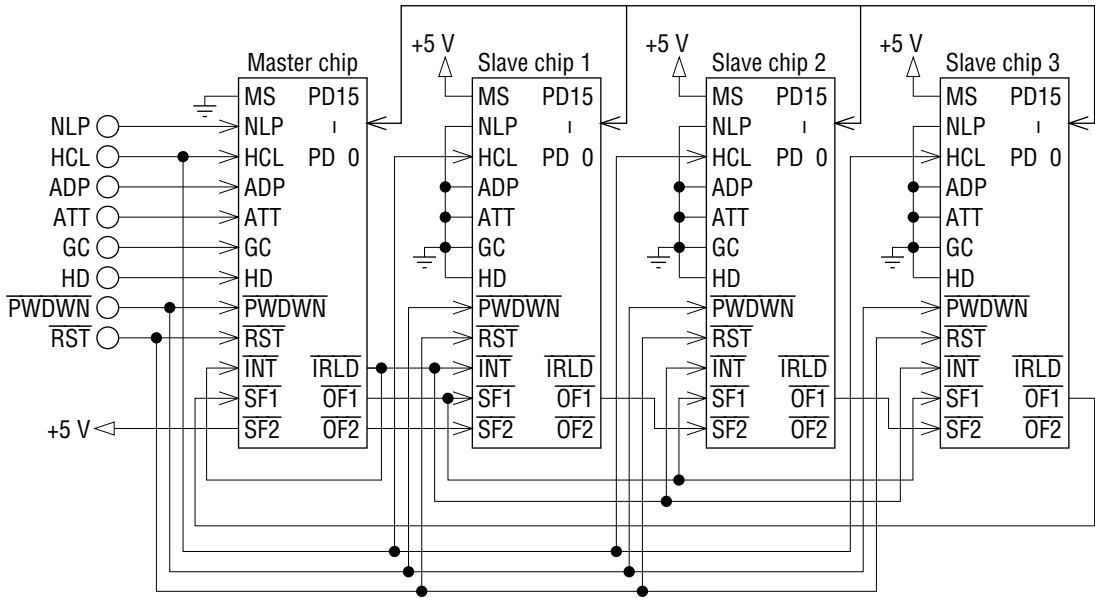 +5 V +5 V +5 V
Master chip Slave chip 1 Slave chip 2 Slave chip 3
MS PD15 MS PD15 MS PD15 MS PD15
NLP NLP NLP NLP NLP
HCL HCL PD 0 HCL PD 0 HCL PD 0 HCL PD 0
ADP ADP ADP ADP ADP
ATT ATT ATT ATT ATT
GC GC GC GC GC
HD HD HD HD HD
PWDWN PWDWN PWDWN PWDWN PWDWN
RST RST RST RST RST
INT IRLD INT IRLD INT IRLD INT IRLD
SF1 OF1 SF1 OF1 SF1 OF1 SF1 OF1
+5 V SF2 OF2 SF2 OF2 SF2 OF2 SF2 OF2